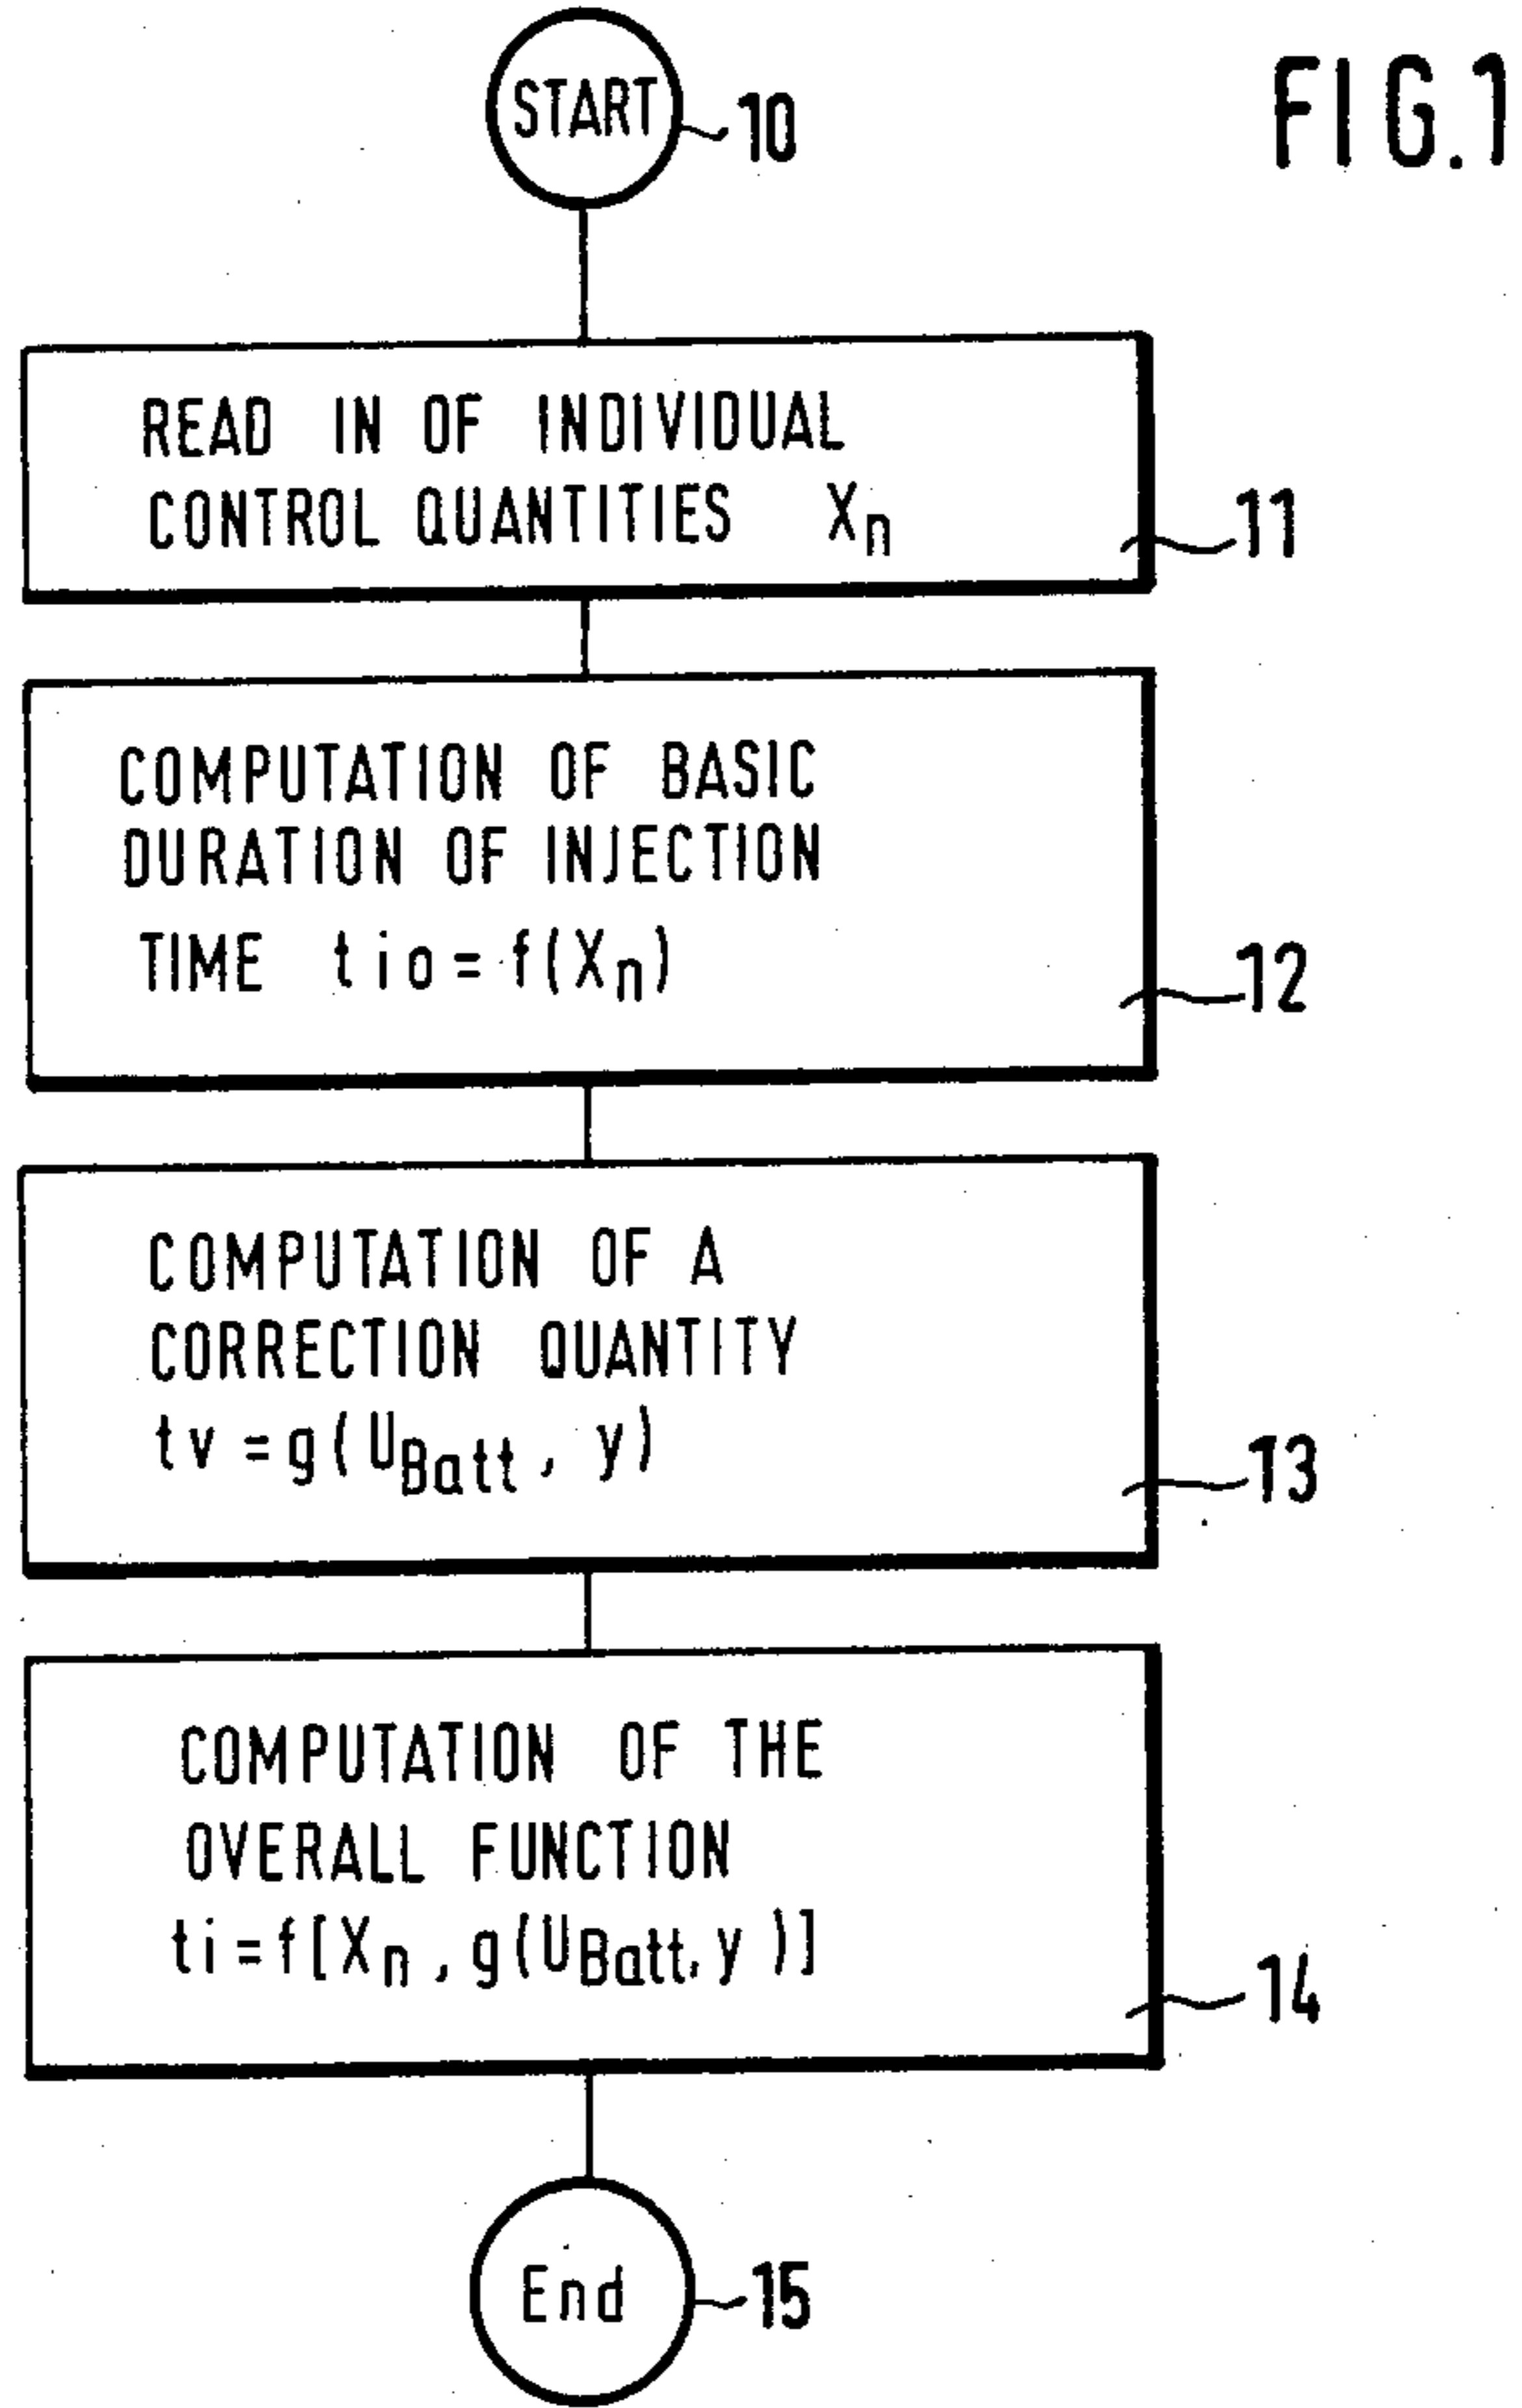 FIG.1
START
10
READ IN OF INDIVIDUAL
CONTROL QUANTITIES Xn
11
COMPUTATION OF BASIC
DURATION OF INJECTION
TIME tio = f(Xn)
12
COMPUTATION OF A
CORRECTION QUANTITY
tv = g(UBatt, y)
13
COMPUTATION OF THE
OVERALL FUNCTION
ti = f[Xn, g(UBatt, y)]
14
End
15